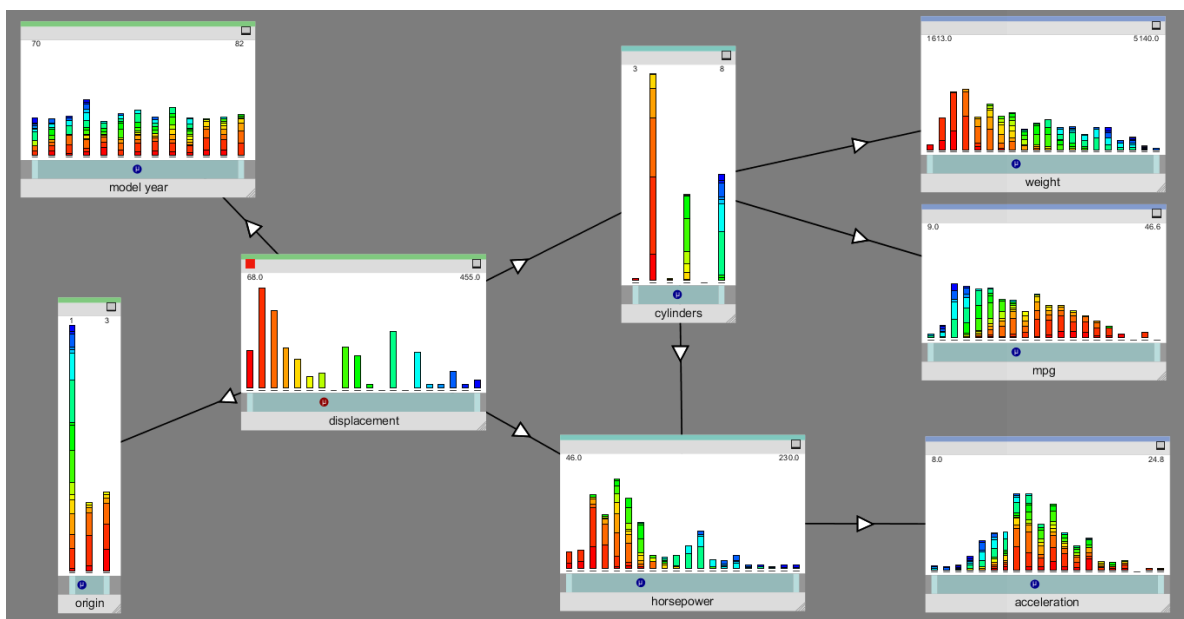 70 82
μ
model year
3 8
μ
cylinders
1613.0 5140.0
μ
weight
9.0 46.6
μ
mpg
68.0 455.0
μ
displacement
1 3
μ
origin
46.0 230.0
μ
horsepower
8.0 24.8
μ
acceleration